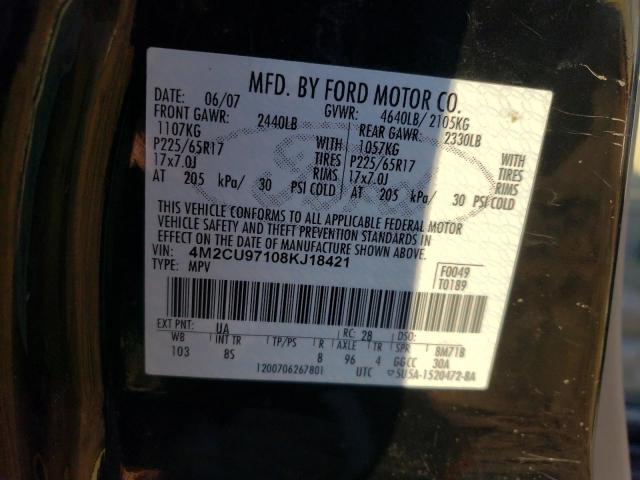 MFD. BY FORD MOTOR CO.
DATE: 06/07 GVWR: 4640LB/ 2105KG
FRONT GAWR: 2440LB REAR GAWR: 2330LB
1107KG WITH 1057KG WITH
P225/65R17 TIRES P225/65R17 TIRES
17x7.0J RIMS 17x7.0J RIMS
AT 205 kPa/ 30 PSI COLD AT 205 kPa/ 30 PSI COLD
THIS VEHICLE CONFORMS TO ALL APPLICABLE FEDERAL MOTOR
VEHICLE SAFETY AND THEFT PREVENTION STANDARDS IN
EFFECT ON THE DATE OF MANUFACTURE SHOWN ABOVE.
VIN: 4M2CU97108KJ18421
TYPE: MPV
F0049
T0189
EXT PNT: UA RC: 28 DSO:
WB INT TR TP/PS R AXLE TR SPR 8M71B
103 8S 8 96 4 GGCC 30A
1200706267801 UTC 5U5A-1520472-BA